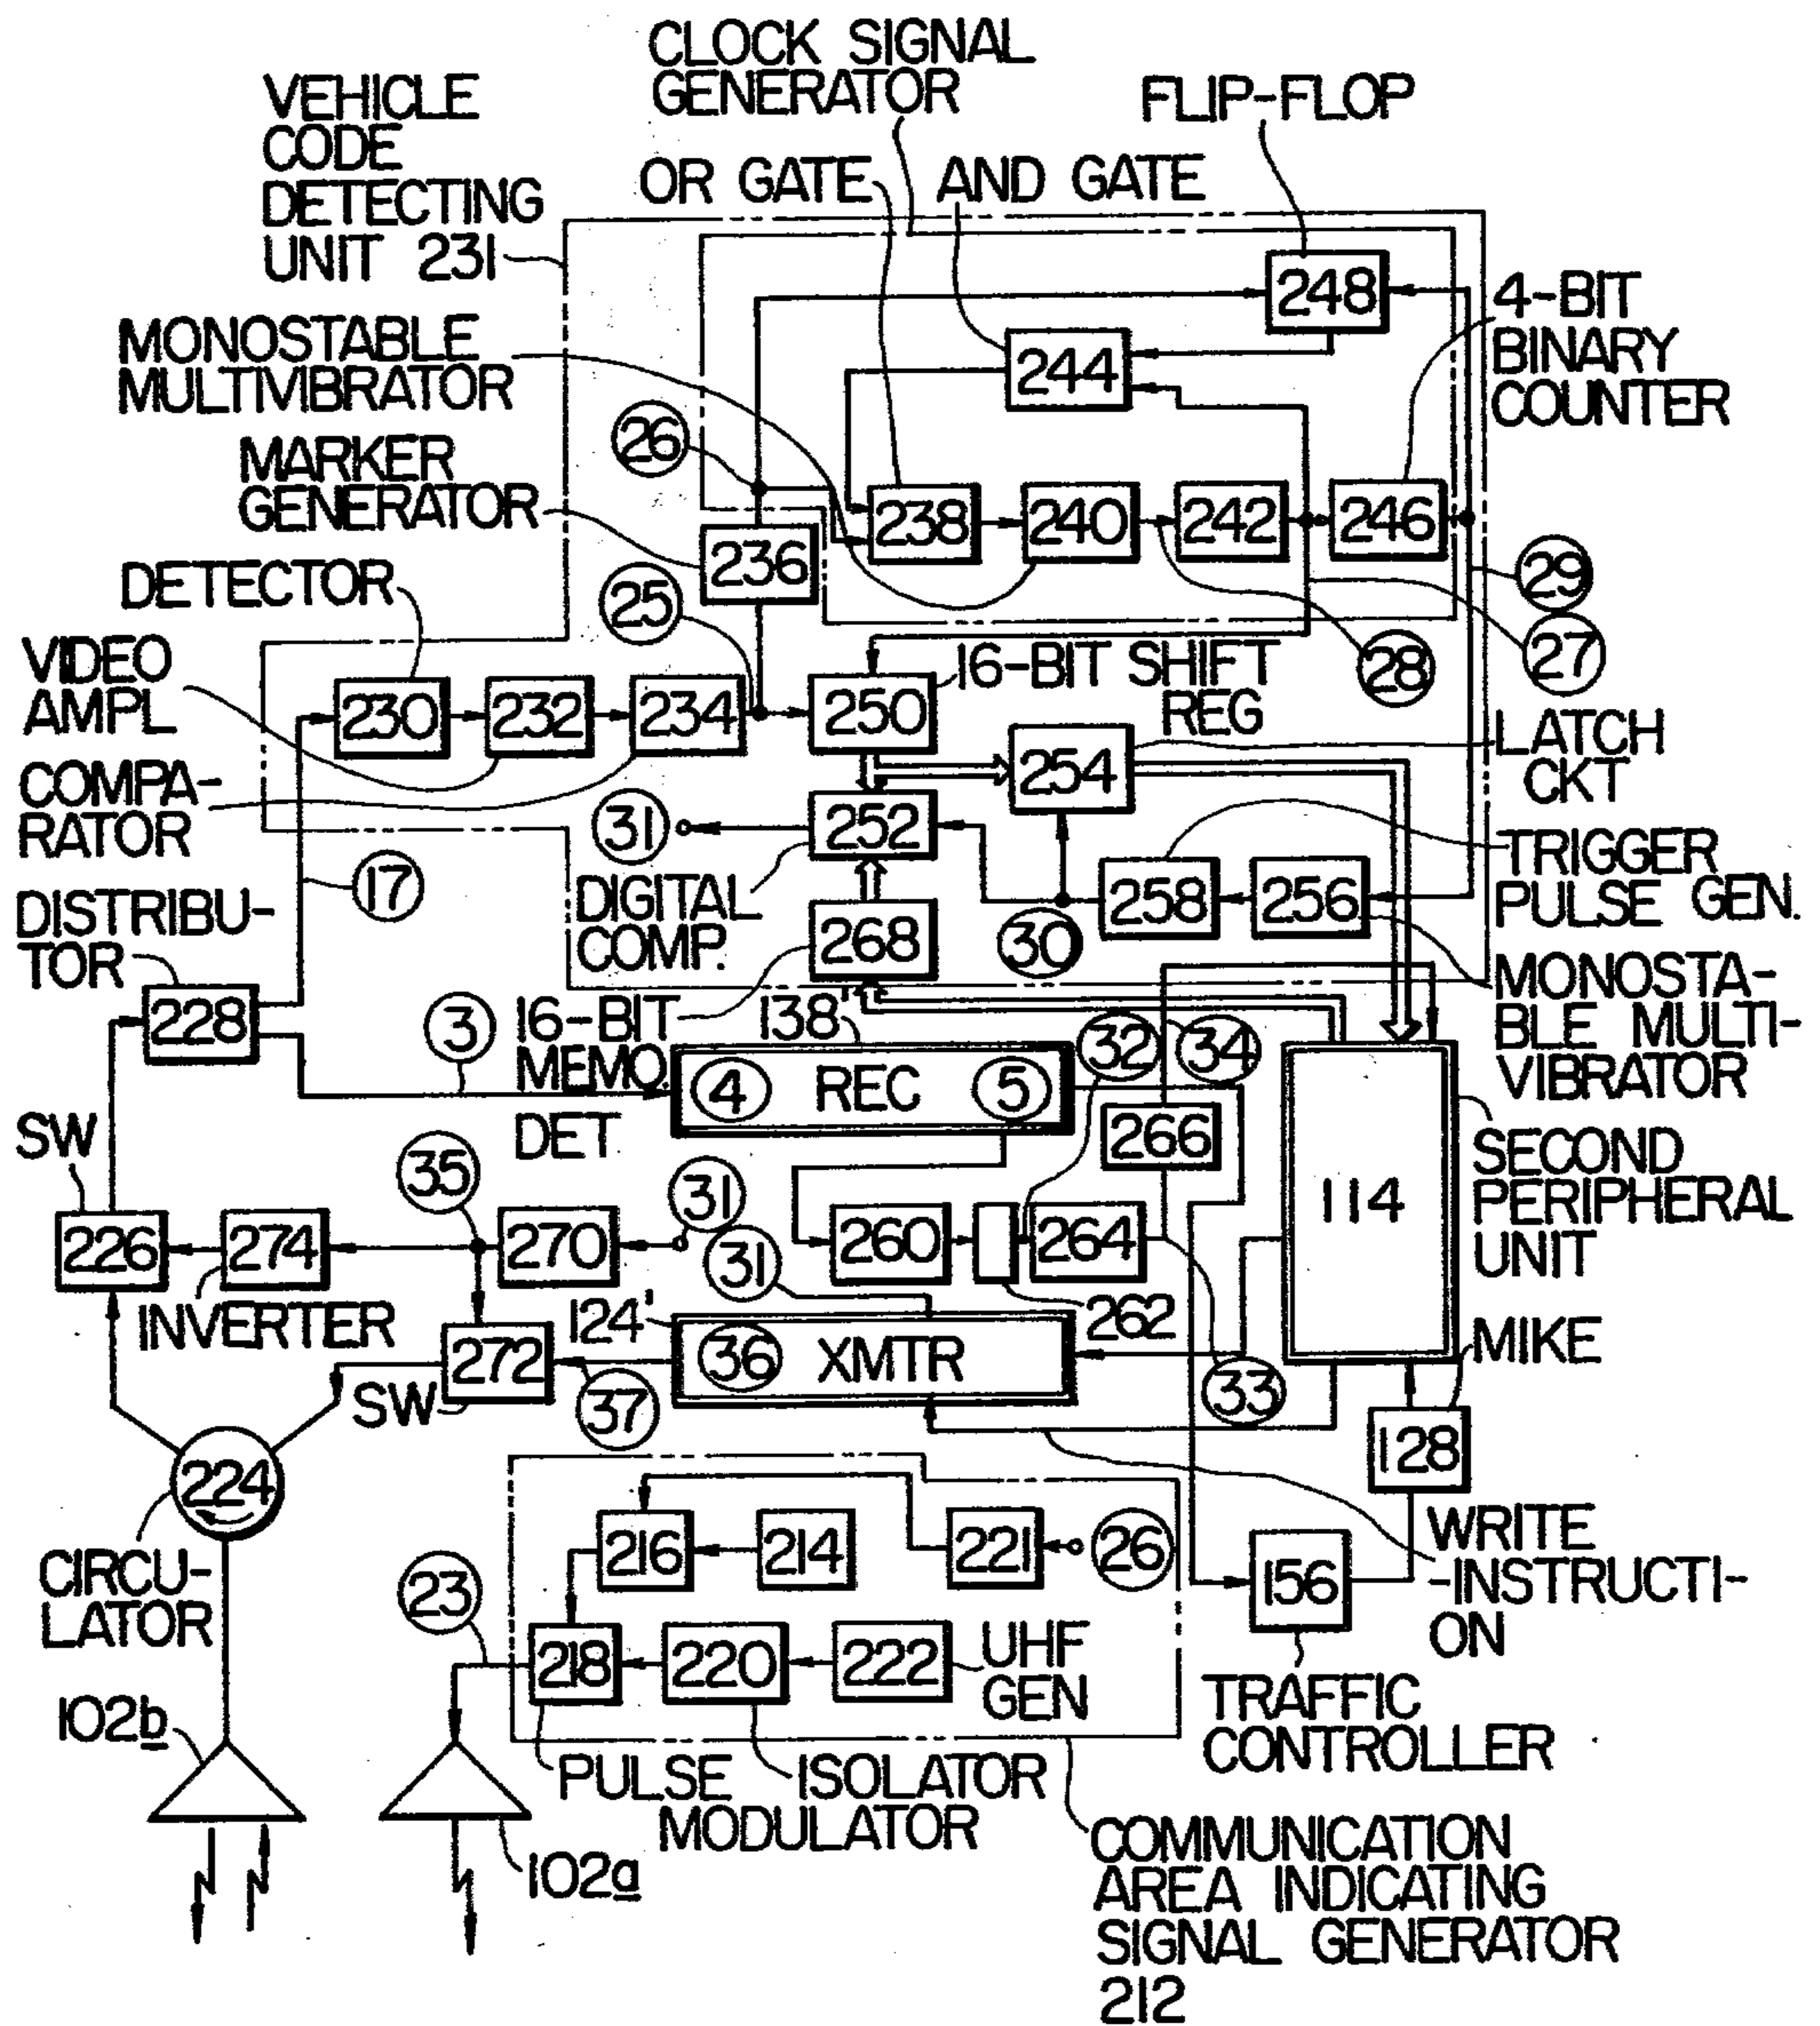 CLOCK SIGNAL
GENERATOR
FLIP-FLOP
VEHICLE
CODE
DETECTING
UNIT 231
OR GATE
AND GATE
248
4-BIT
BINARY
COUNTER
MONOSTABLE
MULTIVIBRATOR
244
26
MARKER
GENERATOR
238
240
242
246
236
29
DETECTOR
25
27
28
VIDEO
AMPL
16-BIT SHIFT
REG
230
232
234
250
LATCH
CKT
254
COMPA-
RATOR
31
252
TRIGGER
PULSE GEN.
17
DISTRIBU-
TOR
DIGITAL
COMP.
268
258
256
30
MONOSTA-
BLE MULTI-
VIBRATOR
228
3
16-BIT
MEMO.
138'
32
34
4
REC
5
DET
266
SW
35
31
114
SECOND
PERIPHERAL
UNIT
226
274
270
260
264
31
262
INVERTER
124'
MIKE
272
36
XMTR
33
SW
37
128
224
216
214
221
26
WRITE
-INSTRUCTI-
ON
CIRCU-
LATOR
23
156
218
220
222
UHF
GEN
TRAFFIC
CONTROLLER
102b
PULSE
MODULATOR
ISOLATOR
102a
COMMUNICATION
AREA INDICATING
SIGNAL GENERATOR
212